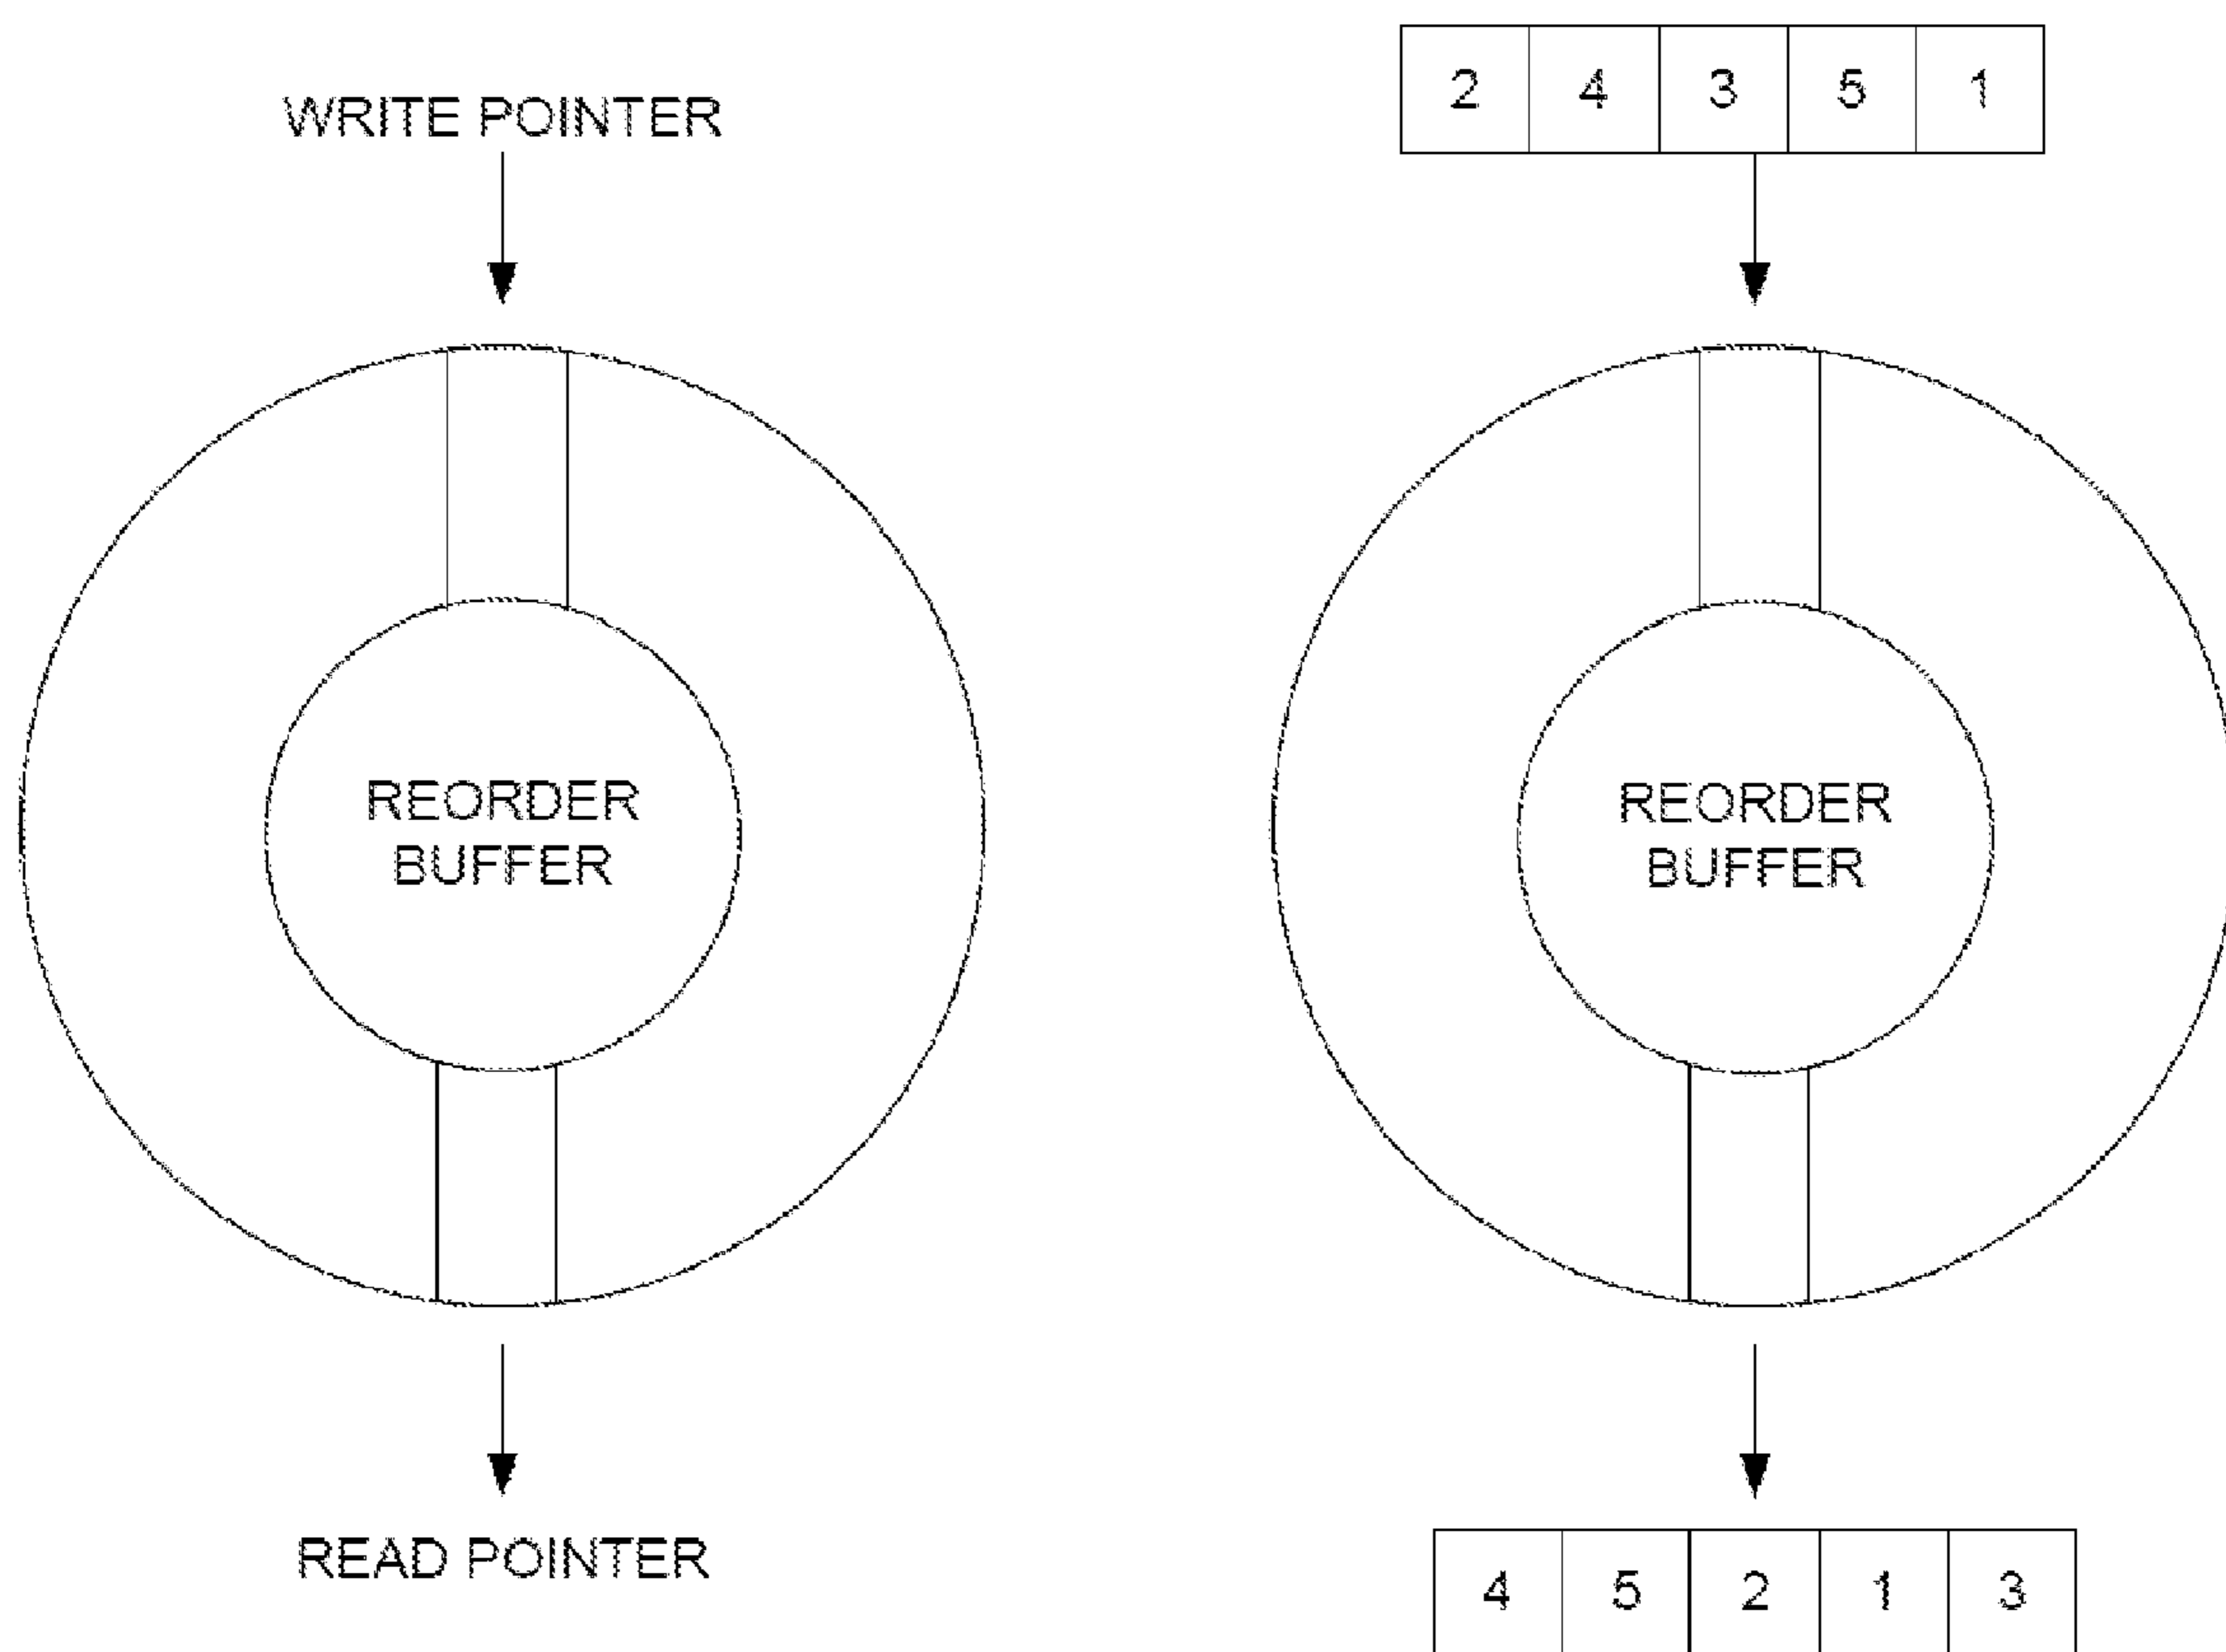 WRITE POINTER
2 4 3 5 1
REORDER
BUFFER
REORDER
BUFFER
READ POINTER
4 5 2 1 3